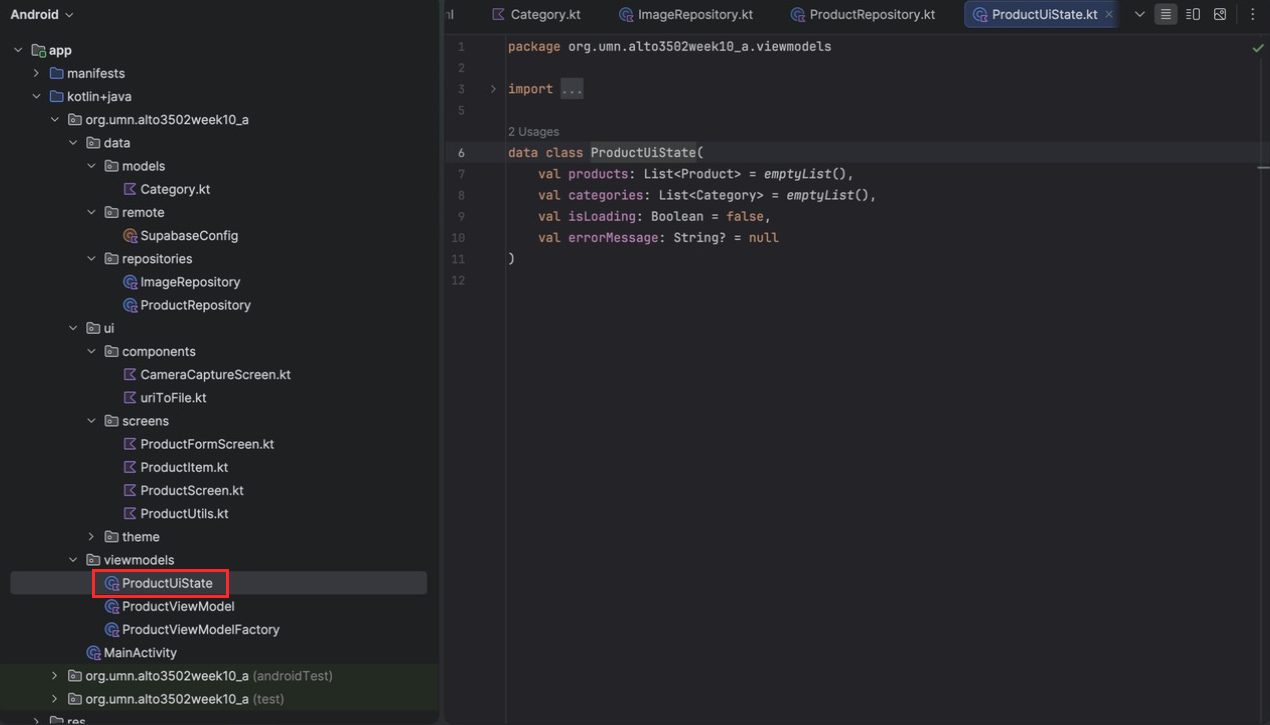 Android
app
manifests
kotlin+java
org.umn.alto3502week10_a
data
models
Category.kt
remote
SupabaseConfig
repositories
ImageRepository
ProductRepository
ui
components
CameraCaptureScreen.kt
uriToFile.kt
screens
ProductFormScreen.kt
ProductItem.kt
ProductScreen.kt
ProductUtils.kt
theme
viewmodels
ProductUiState
ProductViewModel
ProductViewModelFactory
MainActivity
org.umn.alto3502week10_a (androidTest)
org.umn.alto3502week10_a (test)
res
Category.kt ImageRepository.kt ProductRepository.kt ProductUiState.kt
1 package org.umn.alto3502week10_a.viewmodels
2
3 import ...
5
2 Usages
6 data class ProductUiState(
7 val products: List<Product> = emptyList(),
8 val categories: List<Category> = emptyList(),
9 val isLoading: Boolean = false,
10 val errorMessage: String? = null
11 )
12